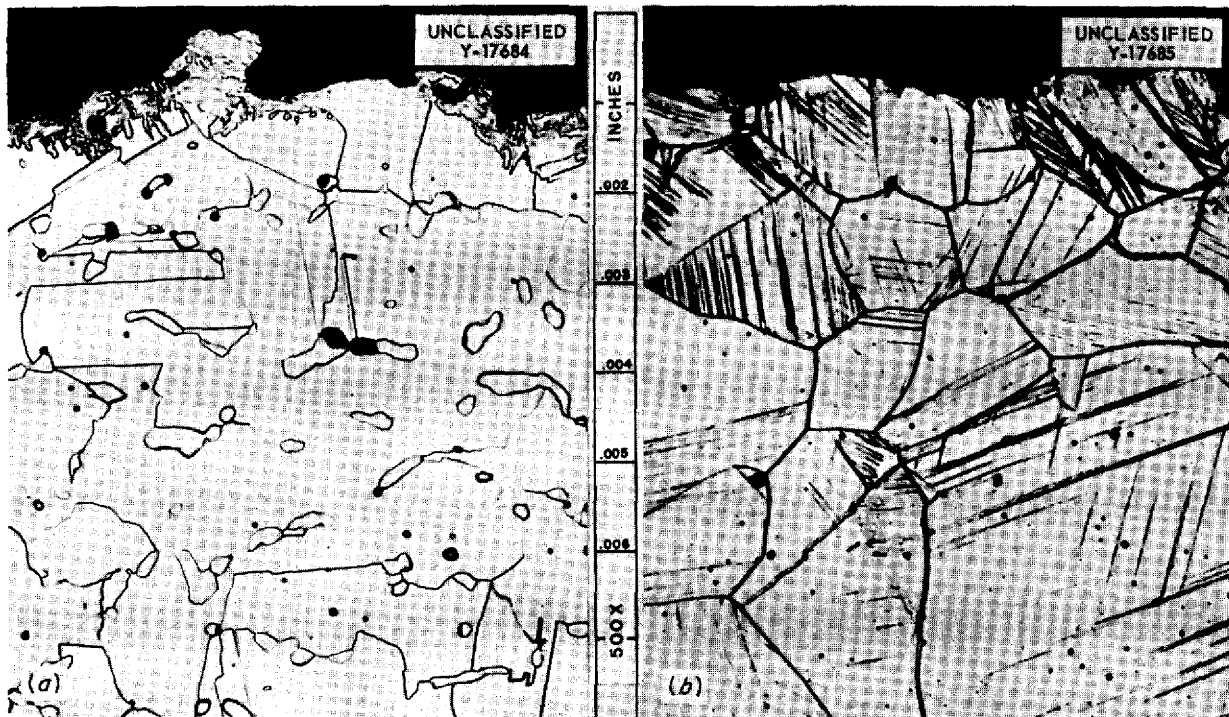 UNCLASSIFIED
Y-17684
INCHES
.002
.003
.004
.005
.006
500X
(a)
UNCLASSIFIED
Y-17685
(b)